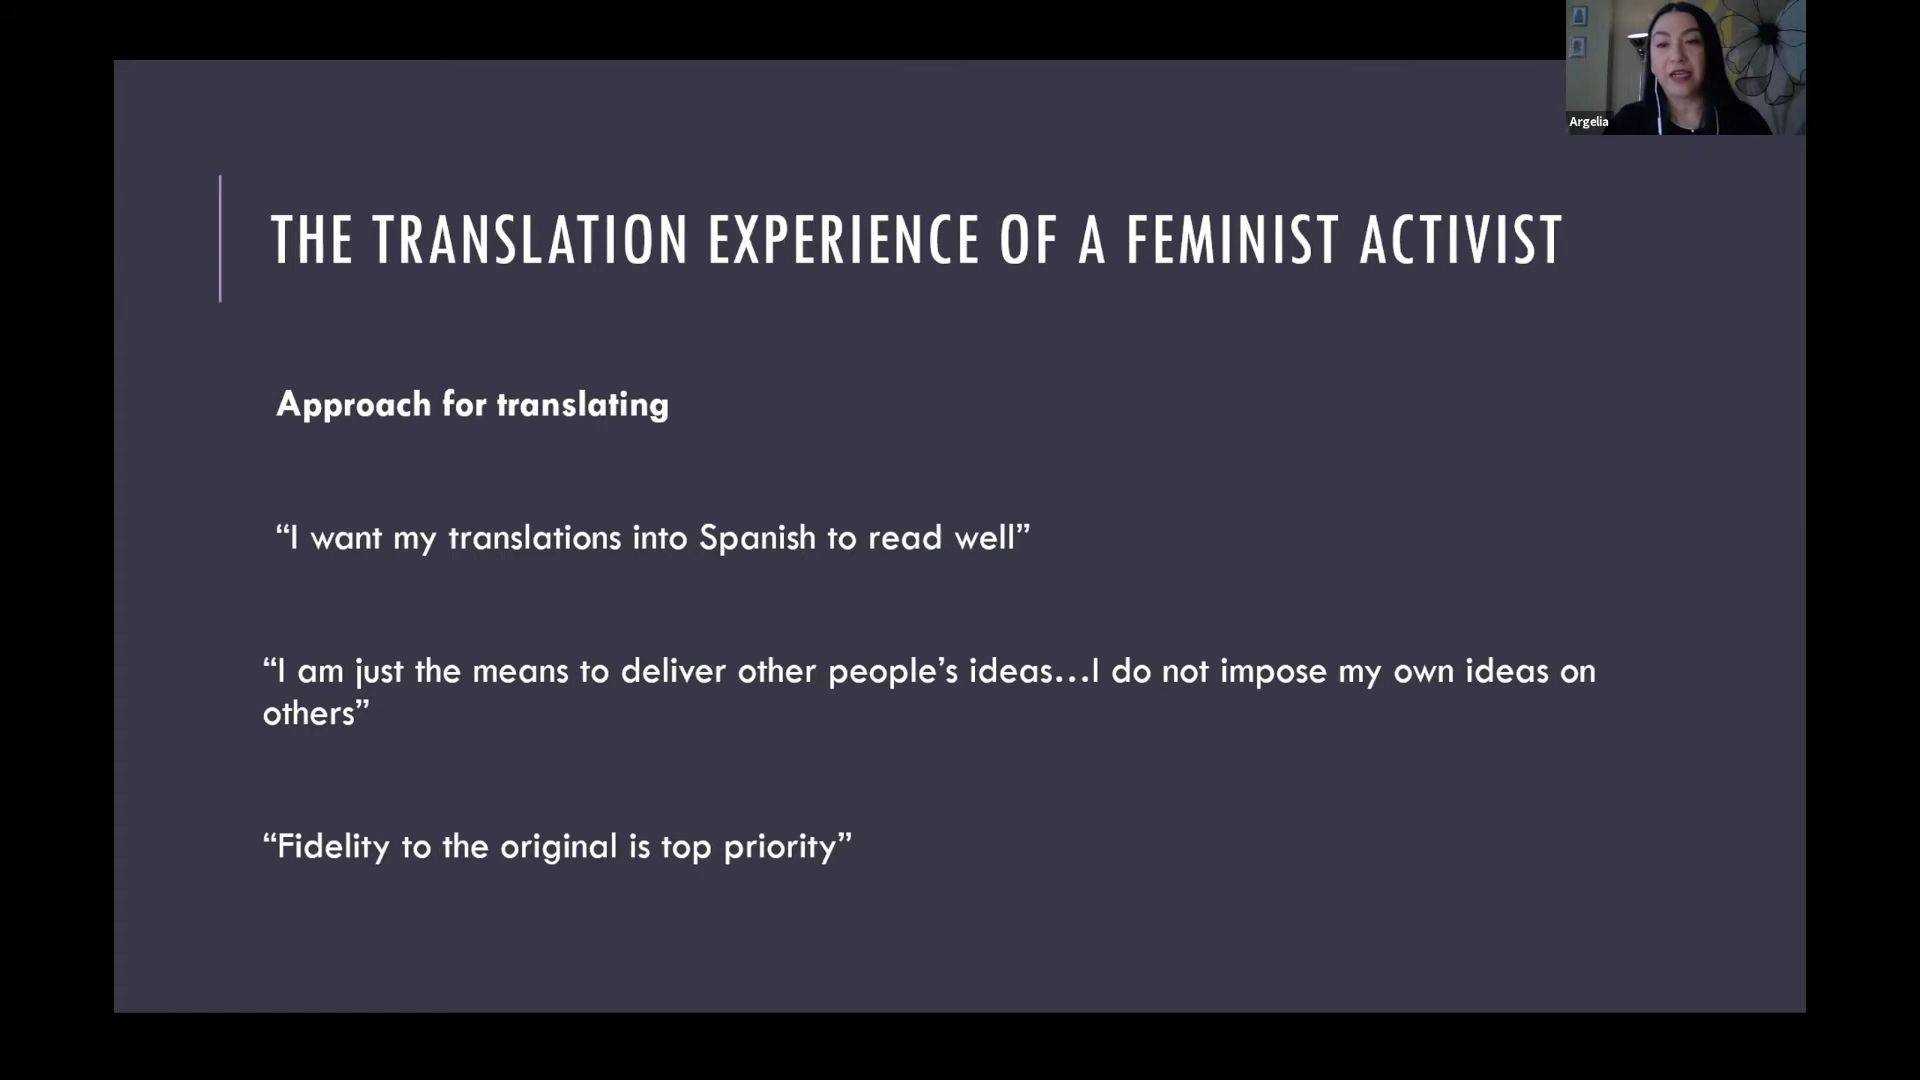 Argelia
THE TRANSLATION EXPERIENCE OF A FEMINIST ACTIVIST
Approach for translating
“I want my translations into Spanish to read well”
“I am just the means to deliver other people’s ideas…I do not impose my own ideas on
others”
“Fidelity to the original is top priority”